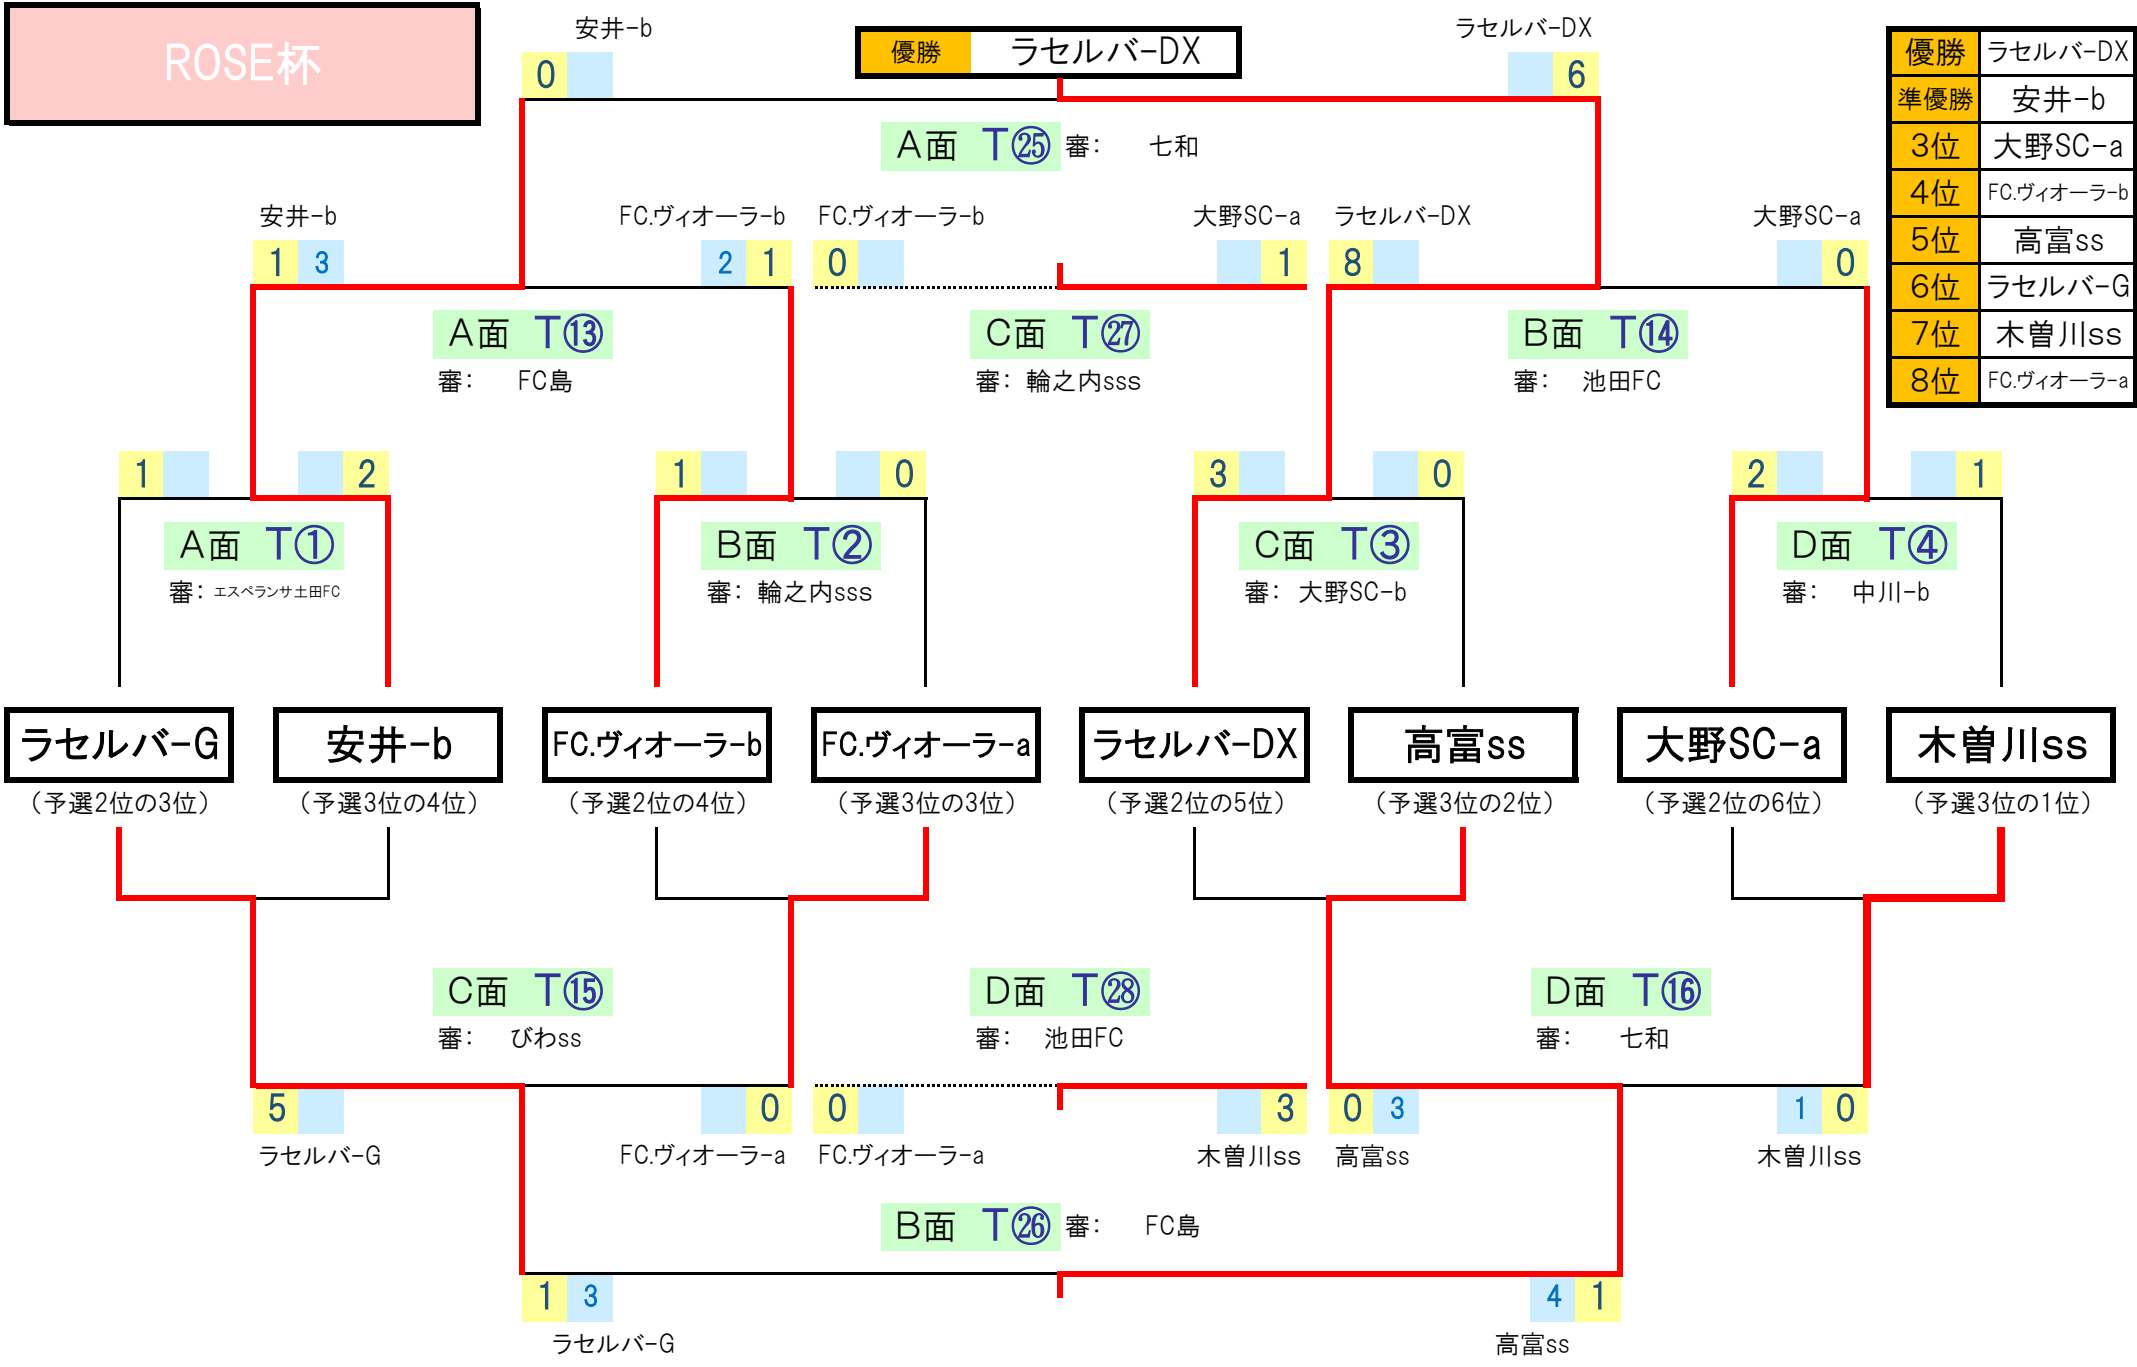 安井-b
ラセルバ-DX
ROSE杯
優勝 ラセルバ-DX
0
6
A面 T㉕ 審: 七和
優勝 ラセルバ-DX
準優勝 安井-b
3位 大野SC-a
4位 FC.ヴィオーラ-b
5位 高富ss
6位 ラセルバ-G
7位 木曽川ss
8位 FC.ヴィオーラ-a
安井-b
FC.ヴィオーラ-b
FC.ヴィオーラ-b
大野SC-a
ラセルバ-DX
大野SC-a
1 3
2 1
0
1
8
0
A面 T⑬
C面 T㉗
B面 T⑭
審: FC島
審: 輪之内sss
審: 池田FC
1
2
1
0
3
0
2
1
A面 T①
B面 T②
C面 T③
D面 T④
審: エスペランサ土田FC
審: 輪之内sss
審: 大野SC-b
審: 中川-b
ラセルバ-G
安井-b
FC.ヴィオーラ-b
FC.ヴィオーラ-a
ラセルバ-DX
高富ss
大野SC-a
木曽川ss
(予選2位の3位)
(予選3位の4位)
(予選2位の4位)
(予選3位の3位)
(予選2位の5位)
(予選3位の2位)
(予選2位の6位)
(予選3位の1位)
C面 T⑮
D面 T㉘
D面 T⑯
審: びわss
審: 池田FC
審: 七和
5
0
0
3
0 3
1 0
ラセルバ-G
FC.ヴィオーラ-a
FC.ヴィオーラ-a
木曽川ss
高富ss
木曽川ss
B面 T㉖ 審: FC島
1 3
4 1
ラセルバ-G
高富ss